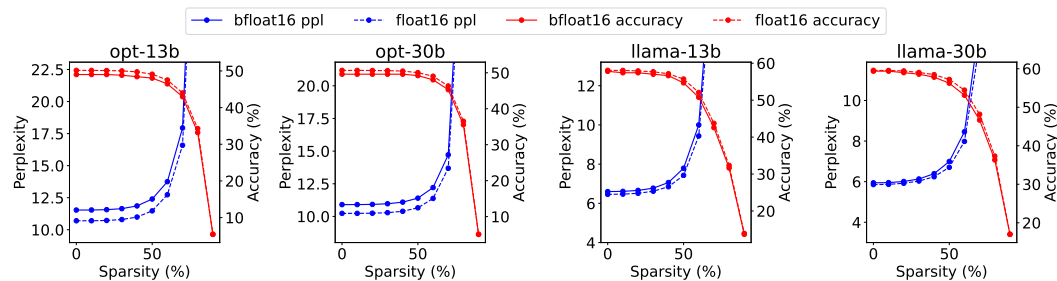 bfloat16 ppl float16 ppl bfloat16 accuracy float16 accuracy
opt-13b
Perplexity
22.5
20.0
17.5
15.0
12.5
10.0
50
40
30
20
10
Accuracy (%)
0 50
Sparsity (%)
opt-30b
Perplexity
20.0
17.5
15.0
12.5
10.0
50
40
30
20
10
Accuracy (%)
0 50
Sparsity (%)
llama-13b
Perplexity
12
10
8
6
4
60
50
40
30
20
Accuracy (%)
0 50
Sparsity (%)
llama-30b
Perplexity
10
8
6
4
60
50
40
30
20
Accuracy (%)
0 50
Sparsity (%)